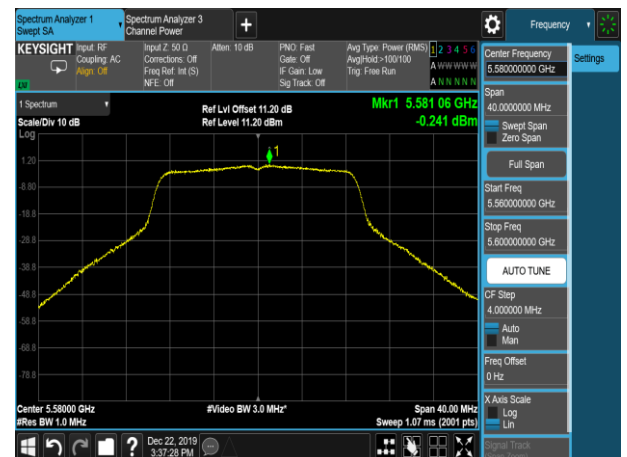 Spectrum Analyzer 1
Swept SA
Spectrum Analyzer 3
Channel Power
+
Frequency
KEYSIGHT
Input: RF
Coupling: AC
Align: Off
Input Z: 50 Ω
Corrections: Off
Freq Ref: Int (S)
NFE: Off
Atten: 10 dB
PNO: Fast
Gate: Off
IF Gain: Low
Sig Track: Off
Avg Type: Power (RMS)
Avg|Hold:>100/100
Trig: Free Run
1 2 3 4 5 6
A W W W W W
A N N N N N
LXI
1 Spectrum
Scale/Div 10 dB
Log
Ref Lvl Offset 11.20 dB
Ref Level 11.20 dBm
Mkr1 5.581 06 GHz
-0.241 dBm
1
1.20
-8.80
-18.8
-28.8
-38.8
-48.8
-58.8
-68.8
-78.8
Center 5.58000 GHz
#Res BW 1.0 MHz
#Video BW 3.0 MHz*
Span 40.00 MHz
Sweep 1.07 ms (2001 pts)
Center Frequency
5.580000000 GHz
Settings
Span
40.0000000 MHz
Swept Span
Zero Span
Full Span
Start Freq
5.560000000 GHz
Stop Freq
5.600000000 GHz
AUTO TUNE
CF Step
4.000000 MHz
Auto
Man
Freq Offset
0 Hz
X Axis Scale
Log
Lin
Signal Track
?
Dec 22, 2019
3:37:28 PM